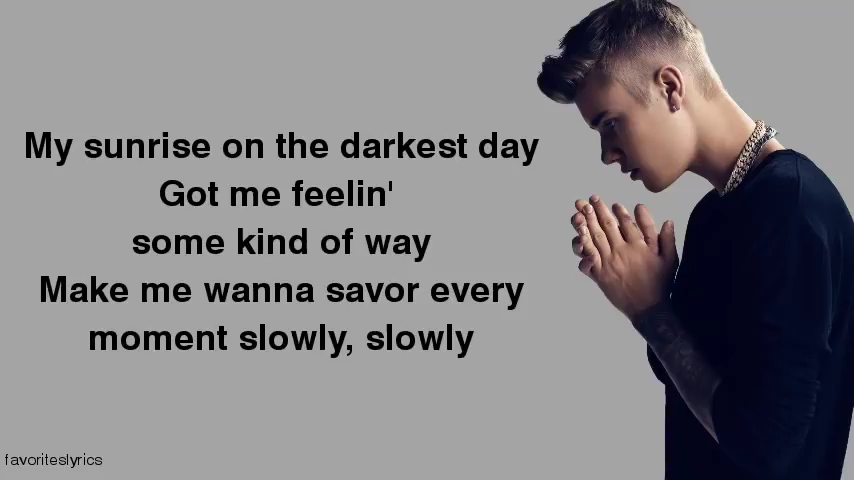 My sunrise on the darkest day
Got me feelin'
some kind of way
Make me wanna savor every
moment slowly, slowly
favoriteslyrics